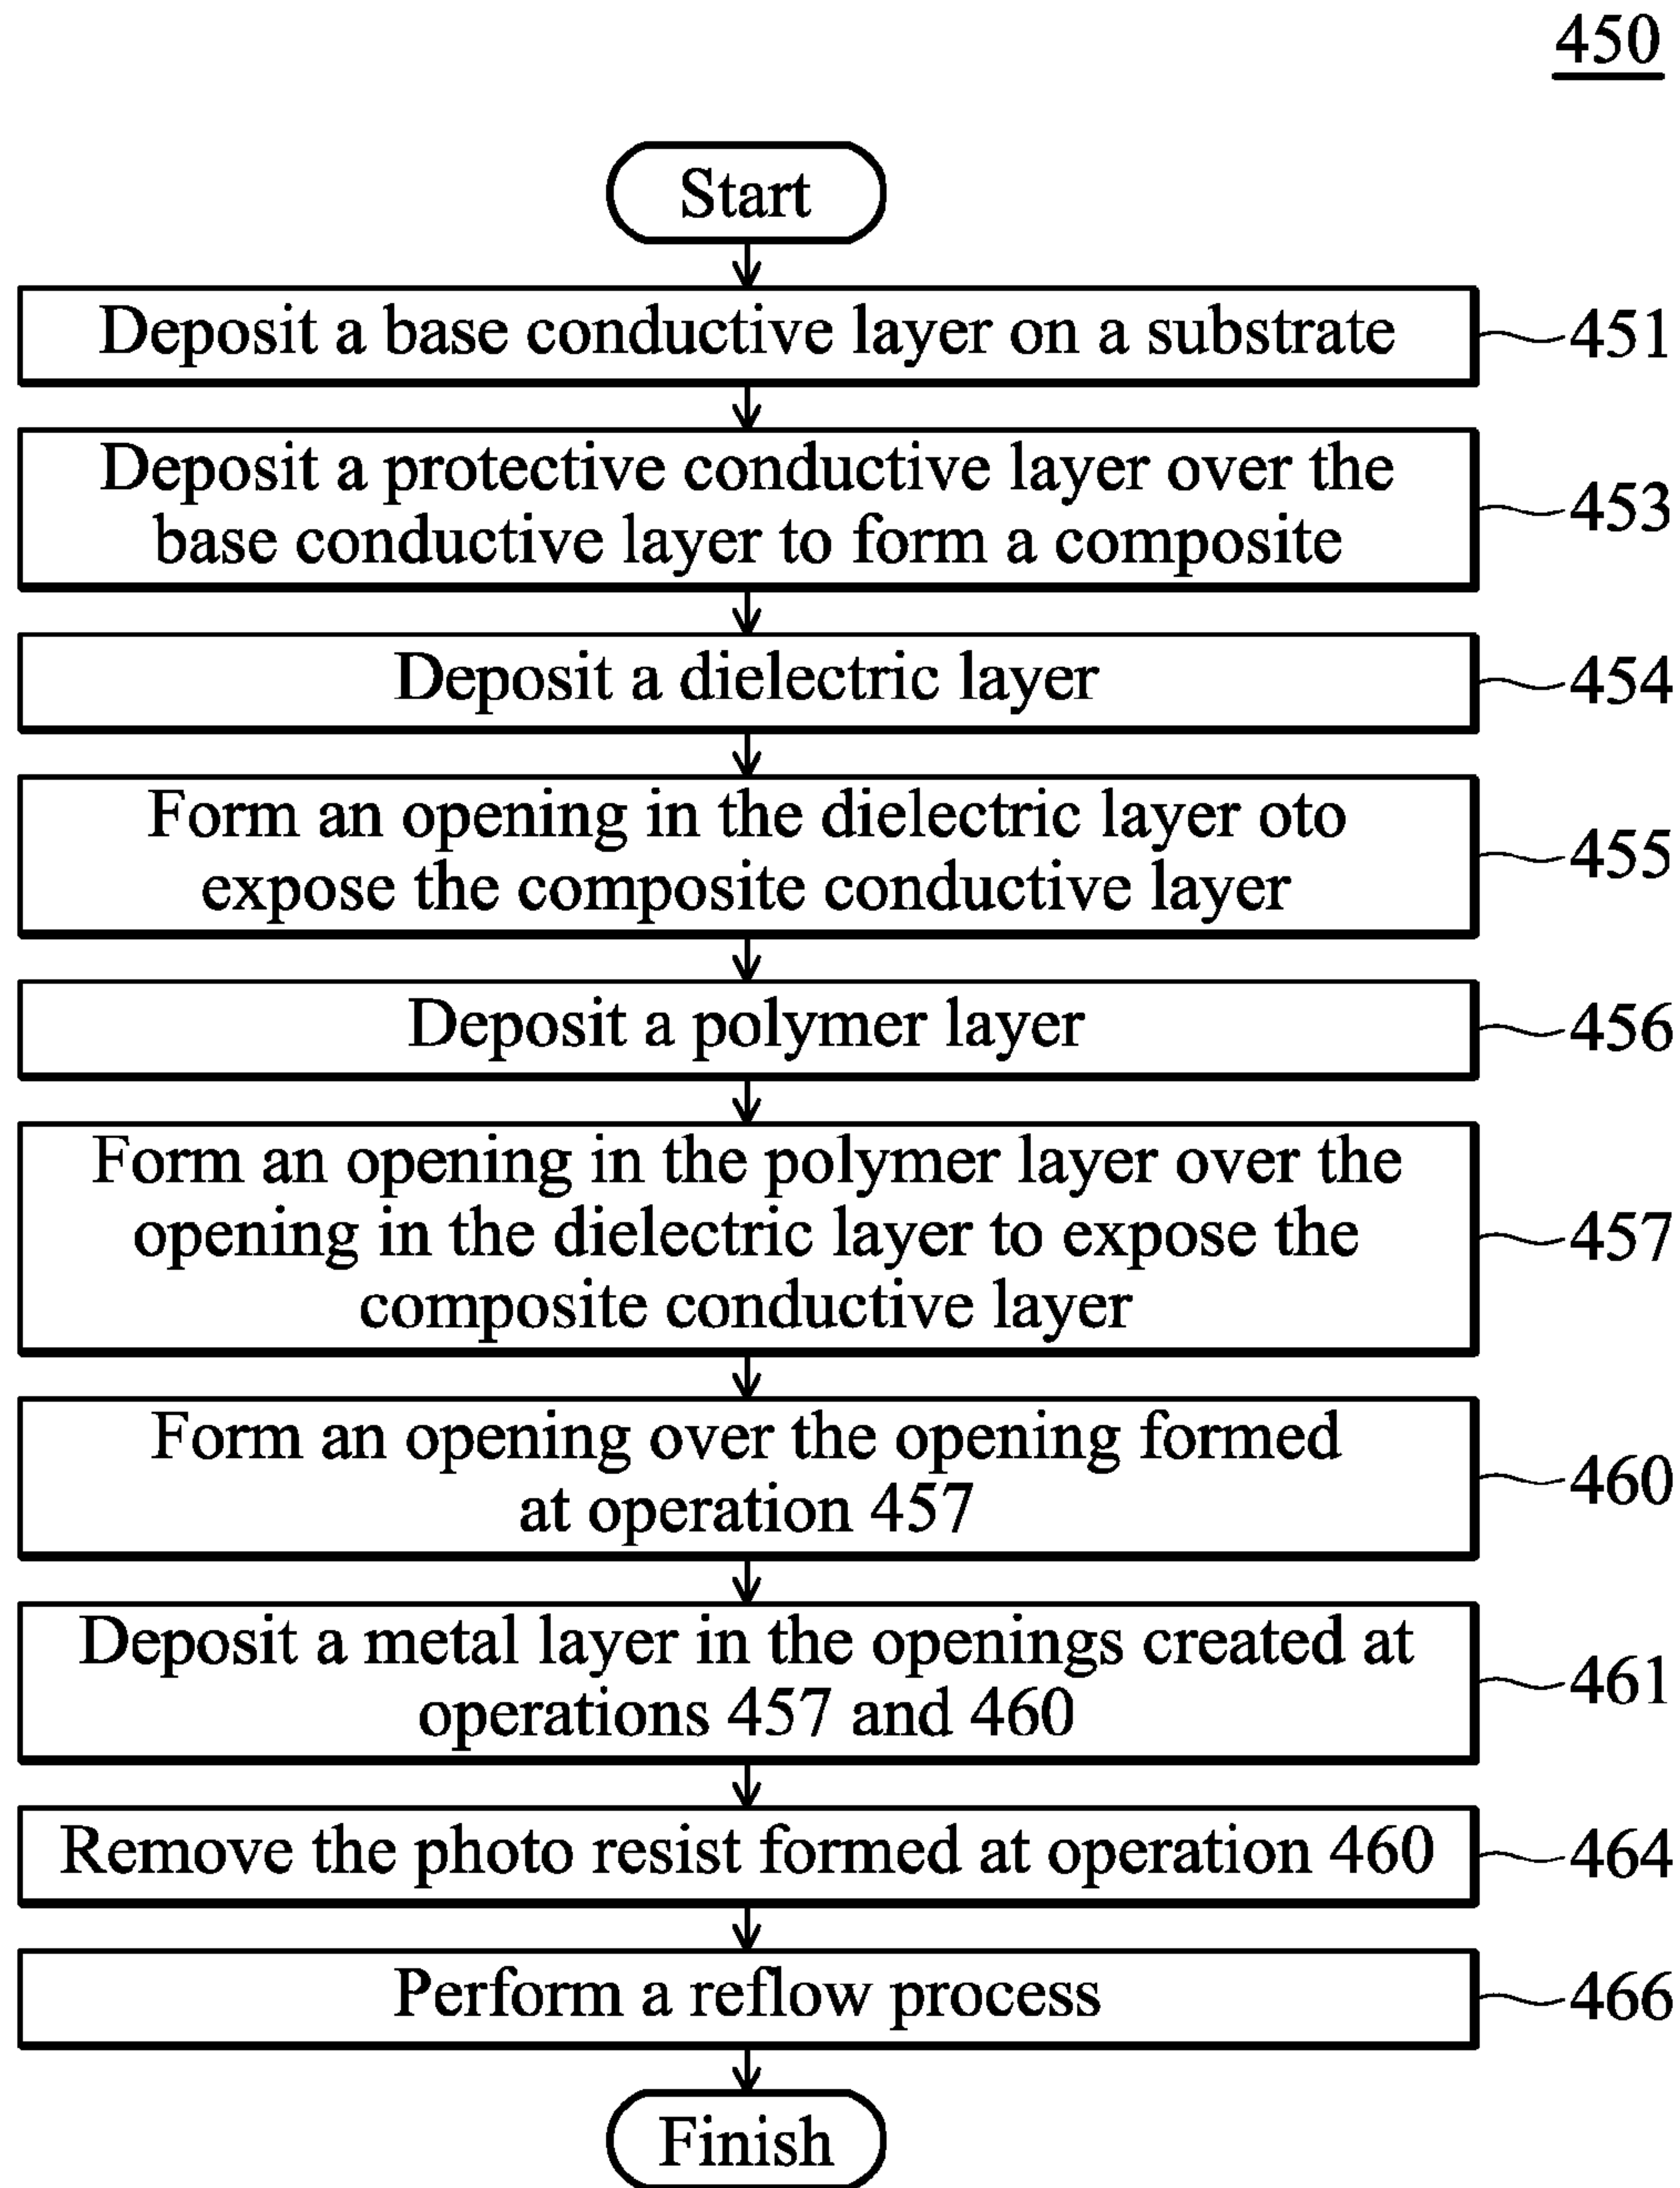 450
Start
Deposit a base conductive layer on a substrate
451
Deposit a protective conductive layer over the
base conductive layer to form a composite
453
Deposit a dielectric layer
454
Form an opening in the dielectric layer oto
expose the composite conductive layer
455
Deposit a polymer layer
456
Form an opening in the polymer layer over the
opening in the dielectric layer to expose the
composite conductive layer
457
Form an opening over the opening formed
at operation 457
460
Deposit a metal layer in the openings created at
operations 457 and 460
461
Remove the photo resist formed at operation 460
464
Perform a reflow process
466
Finish